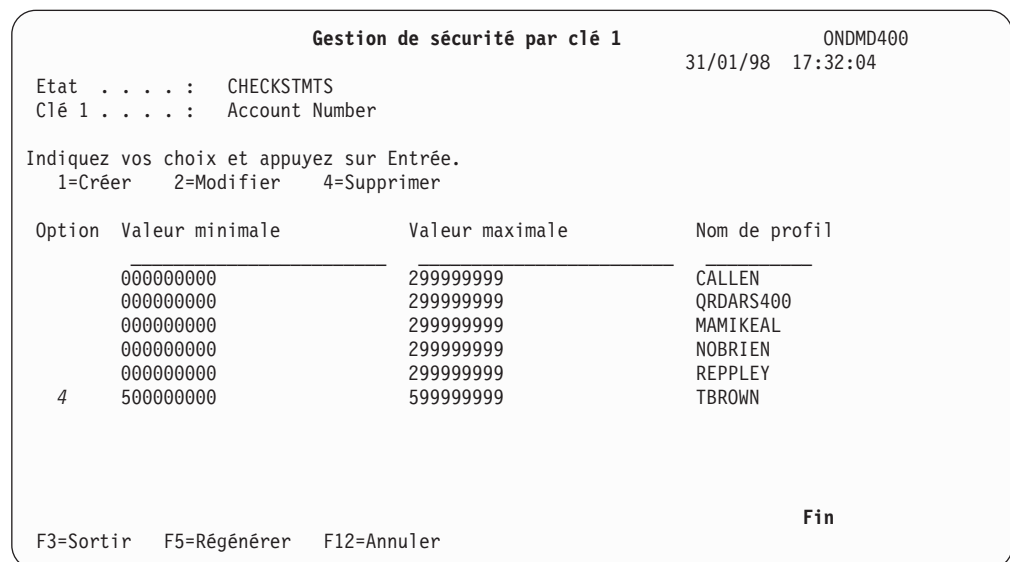 Gestion de sécurité par clé 1 ONDMD400
31/01/98 17:32:04
Etat . . . . : CHECKSTMTS
Clé 1 . . . . : Account Number
Indiquez vos choix et appuyez sur Entrée.
1=Créer 2=Modifier 4=Supprimer
Option Valeur minimale Valeur maximale Nom de profil
000000000 299999999 CALLEN
000000000 299999999 QRDARS400
000000000 299999999 MAMIKEAL
000000000 299999999 NOBRIEN
000000000 299999999 REPPLEY
4 500000000 599999999 TBROWN
Fin
F3=Sortir F5=Régénérer F12=Annuler